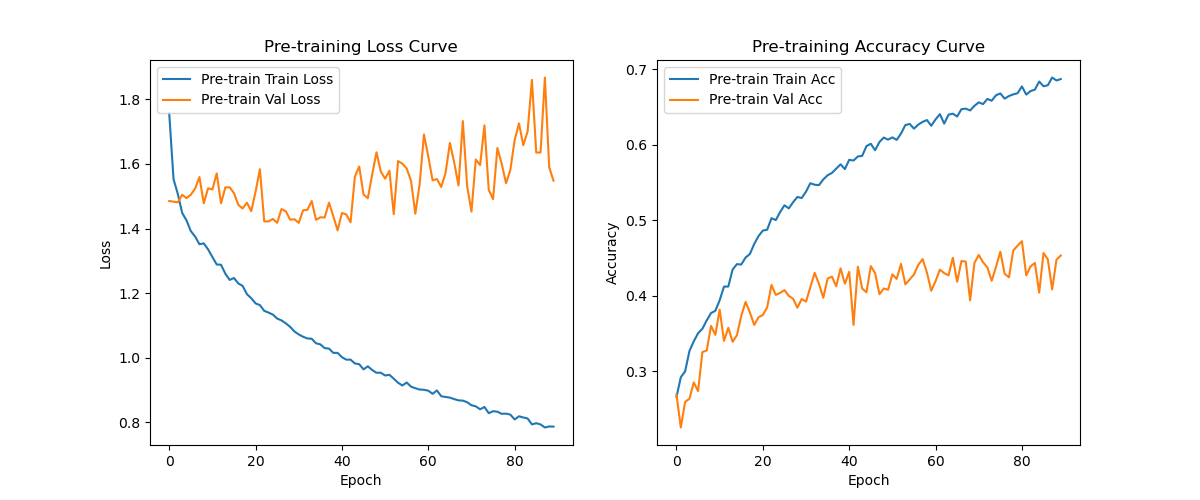 Pre-training Loss Curve
Pre-train Train Loss
Pre-train Val Loss
Loss
1.8
1.6
1.4
1.2
1.0
0.8
0
20
40
60
80
Epoch
Pre-training Accuracy Curve
Pre-train Train Acc
Pre-train Val Acc
Accuracy
0.7
0.6
0.5
0.4
0.3
0
20
40
60
80
Epoch